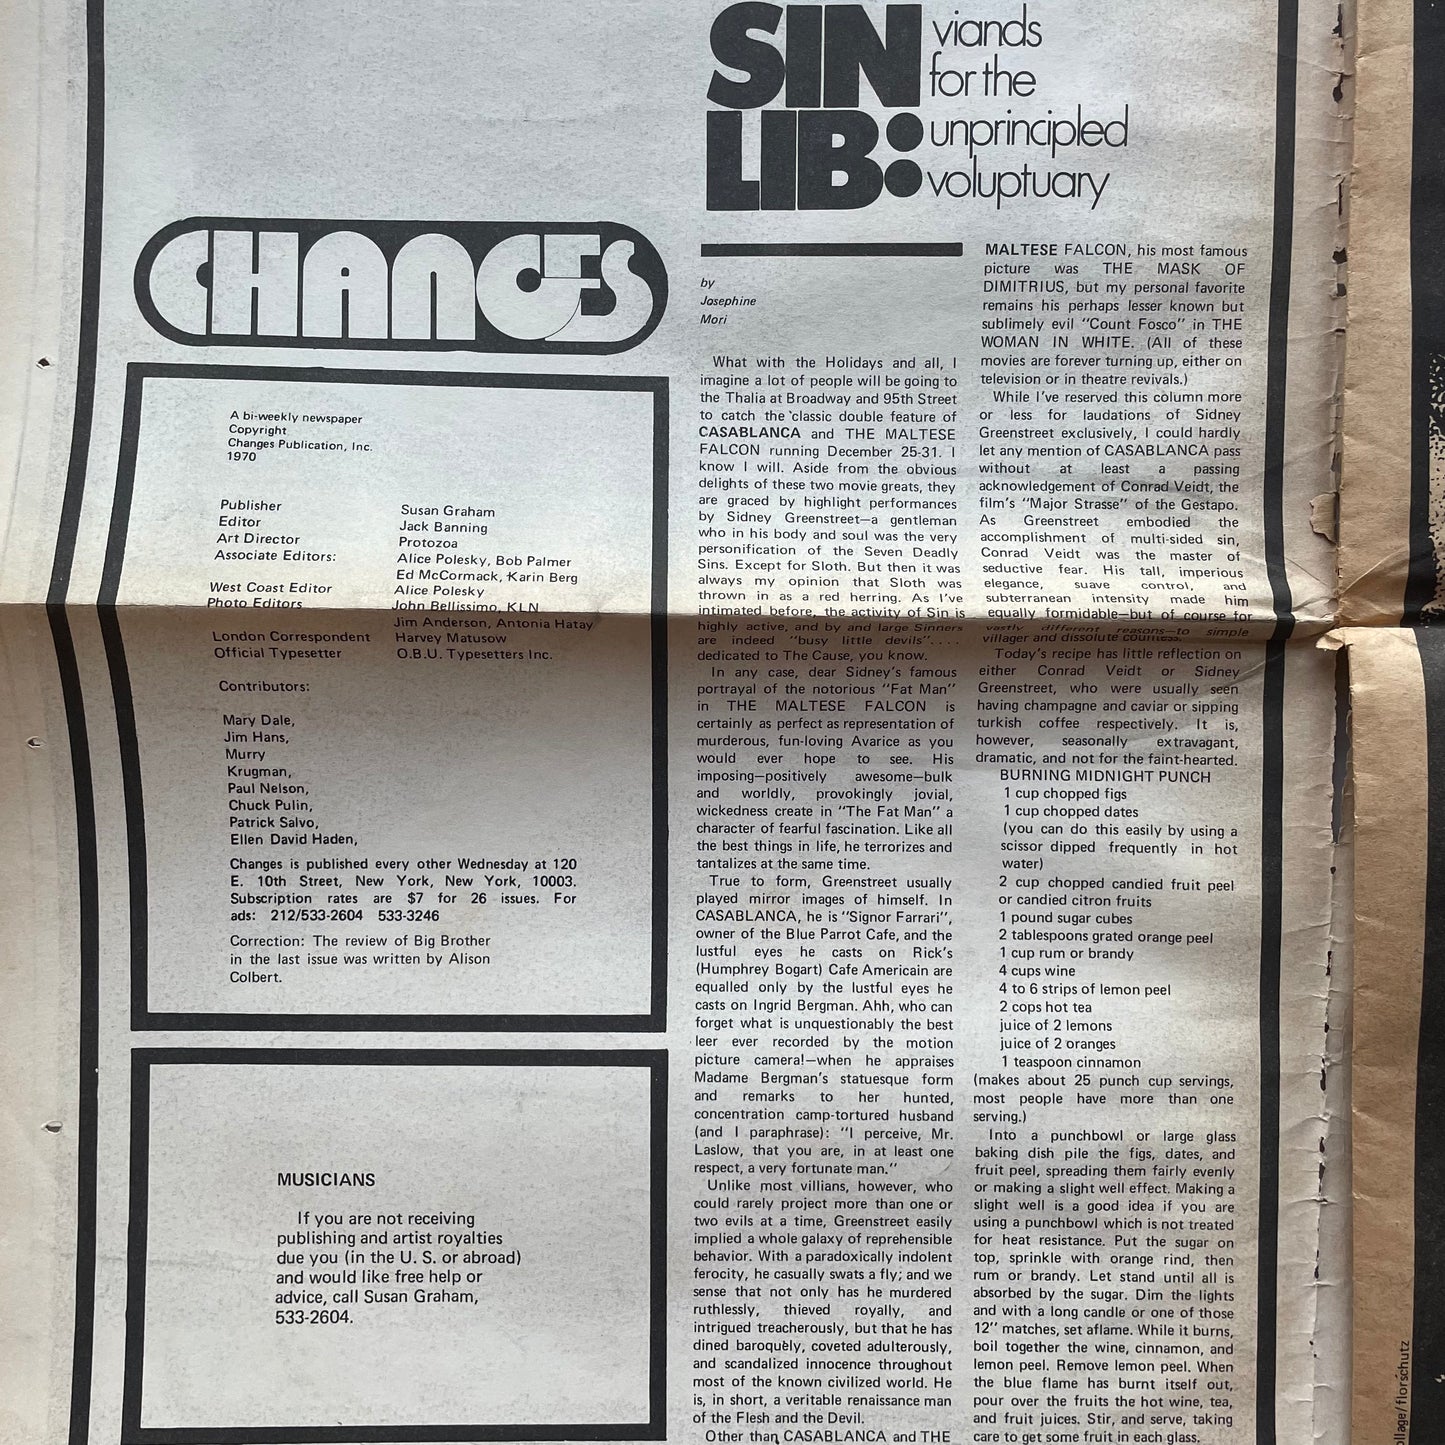 CHANGES
A bi-weekly newspaper
Copyright
Changes Publication, Inc.
1970
Publisher Susan Graham
Editor Jack Banning
Art Director Protozoa
Associate Editors: Alice Polesky, Bob Palmer
Ed McCormack, Karin Berg
West Coast Editor Alice Polesky
Photo Editors John Bellissimo, KLN
Jim Anderson, Antonia Hatay
London Correspondent Harvey Matusow
Official Typesetter O.B.U. Typesetters Inc.
Contributors:
Mary Dale,
Jim Hans,
Murry
Krugman,
Paul Nelson,
Chuck Pulin,
Patrick Salvo,
Ellen David Haden,
Changes is published every other Wednesday at 120
E. 10th Street, New York, New York, 10003.
Subscription rates are $7 for 26 issues. For
ads: 212/533-2604 533-3246
Correction: The review of Big Brother
in the last issue was written by Alison
Colbert.
MUSICIANS
If you are not receiving
publishing and artist royalties
due you (in the U. S. or abroad)
and would like free help or
advice, call Susan Graham,
533-2604.
SIN
LIB:
viands
for the
unprincipled
voluptuary
by
Josephine
Mori
What with the Holidays and all, I
imagine a lot of people will be going to
the Thalia at Broadway and 95th Street
to catch the classic double feature of
CASABLANCA and THE MALTESE
FALCON running December 25-31. I
know I will. Aside from the obvious
delights of these two movie greats, they
are graced by highlight performances
by Sidney Greenstreet—a gentleman
who in his body and soul was the very
personification of the Seven Deadly
Sins. Except for Sloth. But then it was
always my opinion that Sloth was
thrown in as a red herring. As I've
intimated before, the activity of Sin is
highly active, and by and large Sinners
are indeed "busy little devils"....
dedicated to The Cause, you know.
In any case, dear Sidney's famous
portrayal of the notorious "Fat Man"
in THE MALTESE FALCON is
certainly as perfect as representation of
murderous, fun-loving Avarice as you
would ever hope to see. His
imposing—positively awesome—bulk
and worldly, provokingly jovial,
wickedness create in "The Fat Man" a
character of fearful fascination. Like all
the best things in life, he terrorizes and
tantalizes at the same time.
True to form, Greenstreet usually
played mirror images of himself. In
CASABLANCA, he is "Signor Farrari",
owner of the Blue Parrot Cafe, and the
lustful eyes he casts on Rick's
(Humphrey Bogart) Cafe Americain are
equalled only by the lustful eyes he
casts on Ingrid Bergman. Ahh, who can
forget what is unquestionably the best
leer ever recorded by the motion
picture camera!—when he appraises
Madame Bergman's statuesque form
and remarks to her hunted,
concentration camp-tortured husband
(and I paraphrase): "I perceive, Mr.
Laslow, that you are, in at least one
respect, a very fortunate man."
Unlike most villians, however, who
could rarely project more than one or
two evils at a time, Greenstreet easily
implied a whole galaxy of reprehensible
behavior. With a paradoxically indolent
ferocity, he casually swats a fly; and we
sense that not only has he murdered
ruthlessly, thieved royally, and
intrigued treacherously, but that he has
dined baroquely, coveted adulterously,
and scandalized innocence throughout
most of the known civilized world. He
is, in short, a veritable renaissance man
of the Flesh and the Devil.
Other than CASABLANCA and THE
MALTESE FALCON, his most famous
picture was THE MASK OF
DIMITRIUS, but my personal favorite
remains his perhaps lesser known but
sublimely evil "Count Fosco" in THE
WOMAN IN WHITE. (All of these
movies are forever turning up, either on
television or in theatre revivals.)
While I've reserved this column more
or less for laudations of Sidney
Greenstreet exclusively, I could hardly
let any mention of CASABLANCA pass
without at least a passing
acknowledgement of Conrad Veidt, the
film's "Major Strasse" of the Gestapo.
As Greenstreet embodied the
accomplishment of multi-sided sin,
Conrad Veidt was the master of
seductive fear. His tall, imperious
elegance, suave control, and
subterranean intensity made him
equally formidable—but of course for
vastly different reasons—to simple
villager and dissolute countless.
Today's recipe has little reflection on
either Conrad Veidt or Sidney
Greenstreet, who were usually seen
having champagne and caviar or sipping
turkish coffee respectively. It is,
however, seasonally extravagant,
dramatic, and not for the faint-hearted.
BURNING MIDNIGHT PUNCH
1 cup chopped figs
1 cup chopped dates
(you can do this easily by using a
scissor dipped frequently in hot
water)
2 cup chopped candied fruit peel
or candied citron fruits
1 pound sugar cubes
2 tablespoons grated orange peel
1 cup rum or brandy
4 cups wine
4 to 6 strips of lemon peel
2 cops hot tea
juice of 2 lemons
juice of 2 oranges
1 teaspoon cinnamon
(makes about 25 punch cup servings,
most people have more than one
serving.)
Into a punchbowl or large glass
baking dish pile the figs, dates, and
fruit peel, spreading them fairly evenly
or making a slight well effect. Making a
slight well is a good idea if you are
using a punchbowl which is not treated
for heat resistance. Put the sugar on
top, sprinkle with orange rind, then
rum or brandy. Let stand until all is
absorbed by the sugar. Dim the lights
and with a long candle or one of those
12" matches, set aflame. While it burns,
boil together the wine, cinnamon, and
lemon peel. Remove lemon peel. When
the blue flame has burnt itself out,
pour over the fruits the hot wine, tea,
and fruit juices. Stir, and serve, taking
care to get some fruit in each glass.
ollage/florschutz